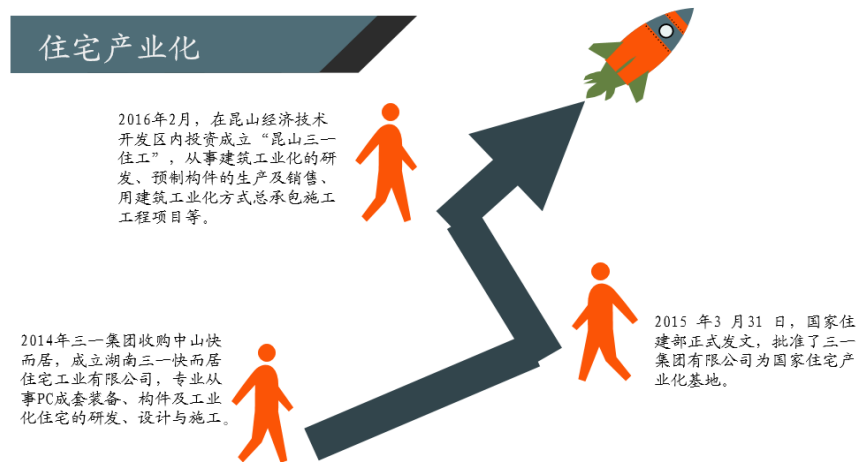 住宅产业化
2016年2月，在昆山经济技术
开发区内投资成立“昆山三一
住工”，从事建筑工业化的研
发、预制构件的生产及销售、
用建筑工业化方式总承包施工
工程项目等。
2014年三一集团收购中山快
而居，成立湖南三一快而居
住宅工业有限公司，专业从
事PC成套装备、构件及工业
化住宅的研发、设计与施工。
2015 年3 月31 日，国家住
建部正式发文，批准了三一
集团有限公司为国家住宅产
业化基地。